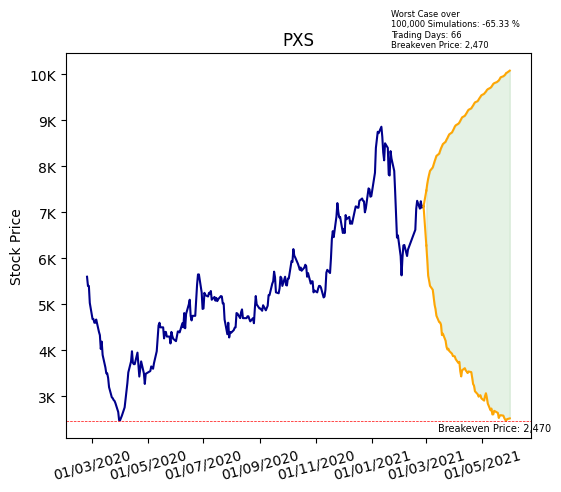 Worst Case over
100,000 Simulations: -65.33 %
Trading Days: 66
Breakeven Price: 2,470
PXS
Stock Price
10K
9K
8K
7K
6K
5K
4K
3K
Breakeven Price: 2,470
01/03/2020
01/05/2020
01/07/2020
01/09/2020
01/11/2020
01/01/2021
01/03/2021
01/05/2021